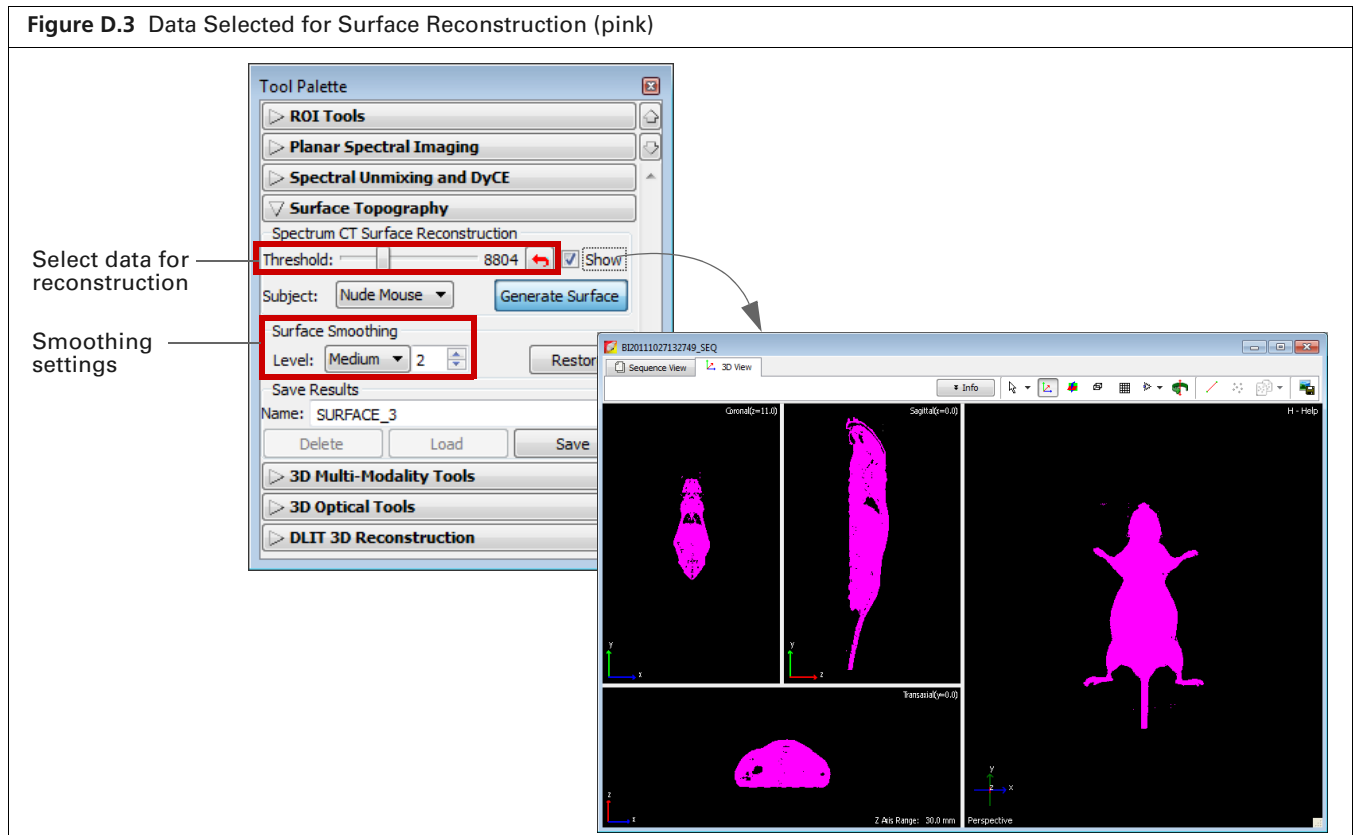 Figure D.3 Data Selected for Surface Reconstruction (pink)
Tool Palette
ROI Tools
Planar Spectral Imaging
Spectral Unmixing and DyCE
Surface Topography
Spectrum CT Surface Reconstruction
Threshold: 8804 Show
Subject: Nude Mouse Generate Surface
Surface Smoothing
Level: Medium 2 Restor
Save Results
Name: SURFACE_3
Delete Load Save
3D Multi-Modality Tools
3D Optical Tools
DLIT 3D Reconstruction
Select data for
reconstruction
Smoothing
settings
BI20111027132749_SEQ
Sequence View 3D View
Info
Coronal(z=11.0)
Sagittal(x=0.0)
H - Help
y
x
y
z
Transaxial(y=0.0)
z
x
Z Axis Range: 30.0 mm
y
z x
Perspective